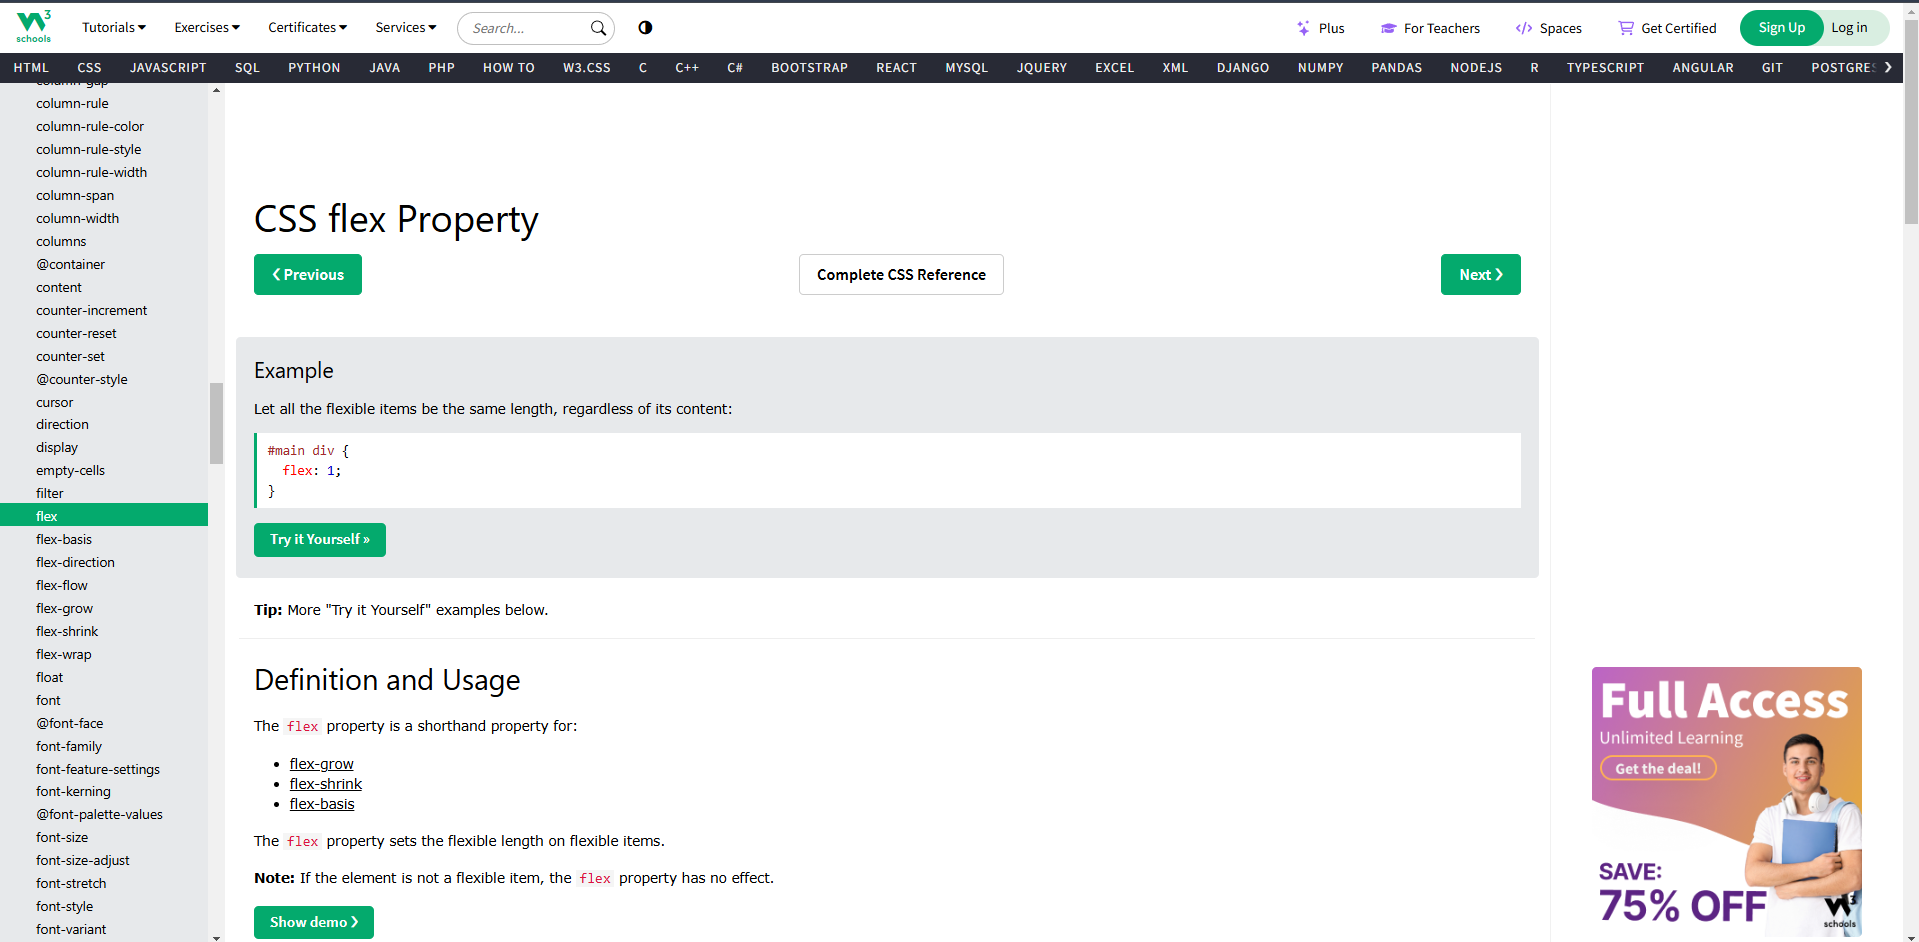 W3
schools
Tutorials
Exercises
Certificates
Services
Search...
Plus
For Teachers
Spaces
Get Certified
Sign Up
Log in
HTML CSS JAVASCRIPT SQL PYTHON JAVA PHP HOW TO W3.CSS C C++ C# BOOTSTRAP REACT MYSQL JQUERY EXCEL XML DJANGO NUMPY PANDAS NODEJS R TYPESCRIPT ANGULAR GIT POSTGRES
column-gap
column-rule
column-rule-color
column-rule-style
column-rule-width
column-span
column-width
columns
@container
content
counter-increment
counter-reset
counter-set
@counter-style
cursor
direction
display
empty-cells
filter
flex
flex-basis
flex-direction
flex-flow
flex-grow
flex-shrink
flex-wrap
float
font
@font-face
font-family
font-feature-settings
font-kerning
@font-palette-values
font-size
font-size-adjust
font-stretch
font-style
font-variant
CSS flex Property
❮ Previous
Complete CSS Reference
Next ❯
Example
Let all the flexible items be the same length, regardless of its content:
#main div {
  flex: 1;
}
Try it Yourself »
Tip: More "Try it Yourself" examples below.
Definition and Usage
The flex property is a shorthand property for:
• flex-grow
• flex-shrink
• flex-basis
The flex property sets the flexible length on flexible items.
Note: If the element is not a flexible item, the flex property has no effect.
Show demo ❯
Full Access
Unlimited Learning
Get the deal!
SAVE:
75% OFF
W3
schools